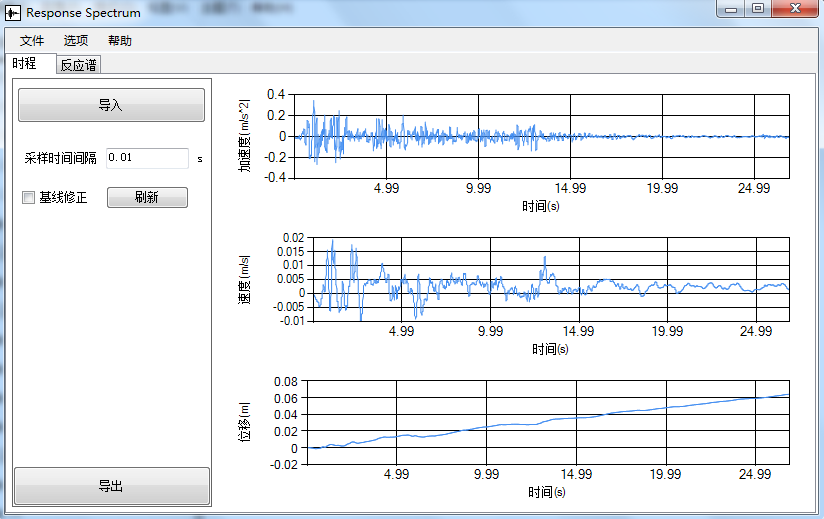 Response Spectrum
文件 选项 帮助
时程 反应谱
导入
采样时间间隔 0.01 s
基线修正 刷新
导出
加速度(m/s^2)
0.4
0.2
0
-0.2
-0.4
4.99 9.99 14.99 19.99 24.99
时间(s)
速度(m/s)
0.02
0.015
0.01
0.005
0
-0.005
-0.01
4.99 9.99 14.99 19.99 24.99
时间(s)
位移(m)
0.08
0.06
0.04
0.02
0
-0.02
4.99 9.99 14.99 19.99 24.99
时间(s)